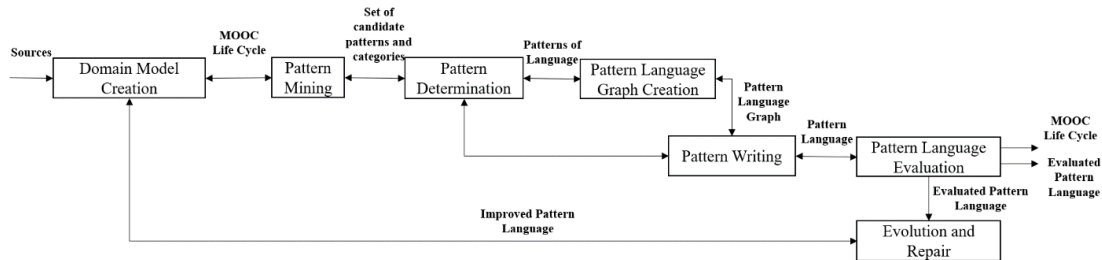 Sources
Domain Model
Creation
MOOC
Life Cycle
Pattern
Mining
Set of
candidate
patterns and
categories
Pattern
Determination
Patterns of
Language
Pattern Language
Graph Creation
Pattern
Language
Graph
Pattern Writing
Pattern
Language
Pattern Language
Evaluation
MOOC
Life Cycle
Evaluated
Pattern
Language
Evaluated Pattern
Language
Improved Pattern
Language
Evolution and
Repair